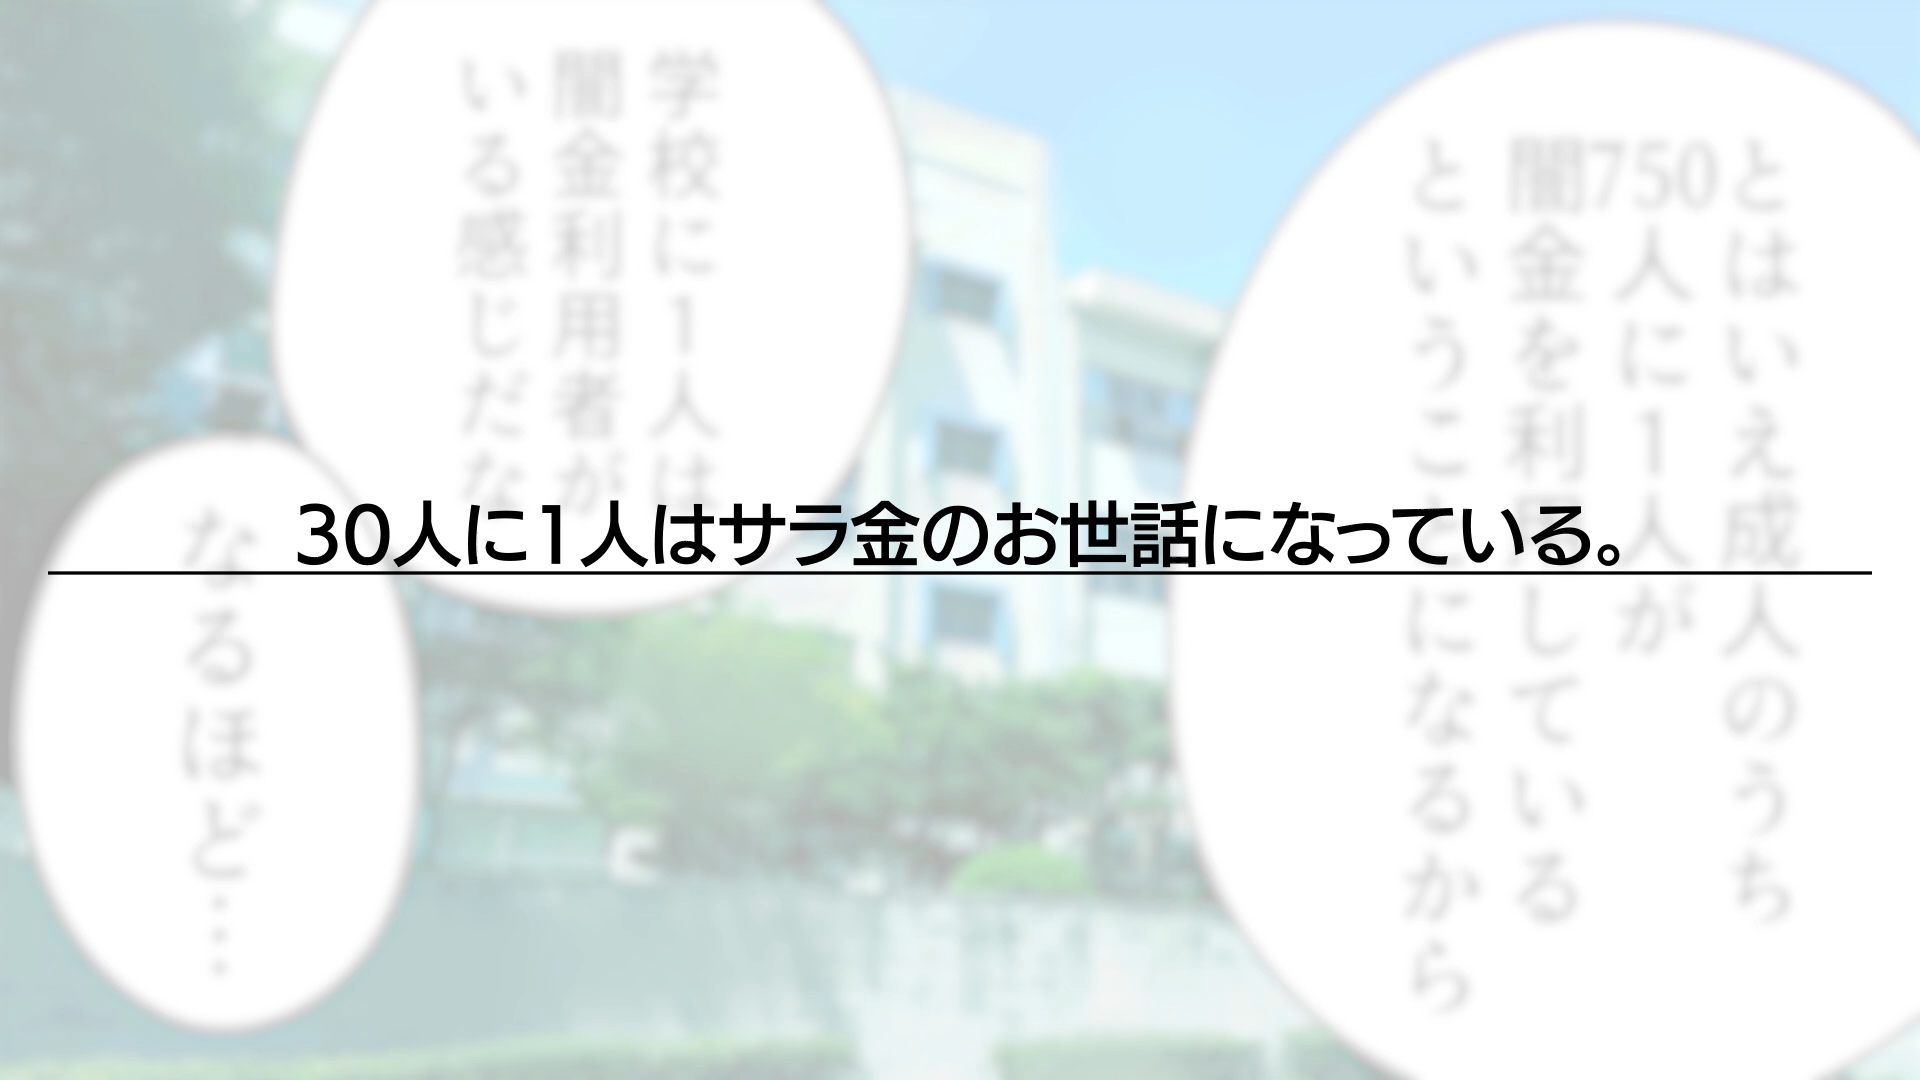 とはいえ成人のうち
750人に1人が
闇金を利用している
ということになるから
学校に1人は
闇金利用者が
いる感じだな
なるほど…
30人に1人はサラ金のお世話になっている。